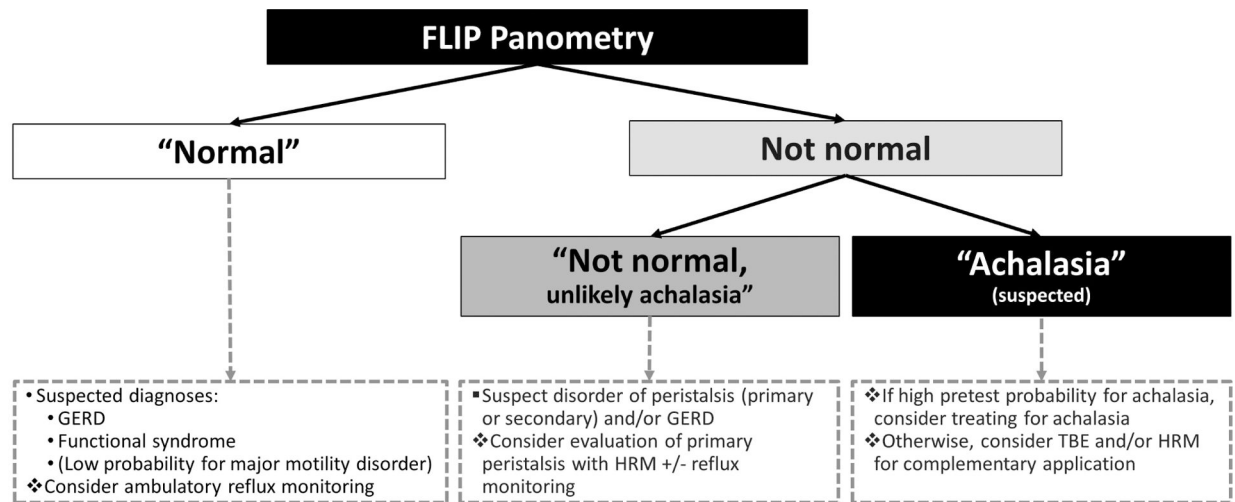 FLIP Panometry
“Normal”
Not normal
“Not normal,
unlikely achalasia”
“Achalasia”
(suspected)
• Suspected diagnoses:
• GERD
• Functional syndrome
• (Low probability for major motility disorder)
❖Consider ambulatory reflux monitoring
▪Suspect disorder of peristalsis (primary
or secondary) and/or GERD
❖Consider evaluation of primary
peristalsis with HRM +/- reflux
monitoring
❖If high pretest probability for achalasia,
consider treating for achalasia
❖Otherwise, consider TBE and/or HRM
for complementary application